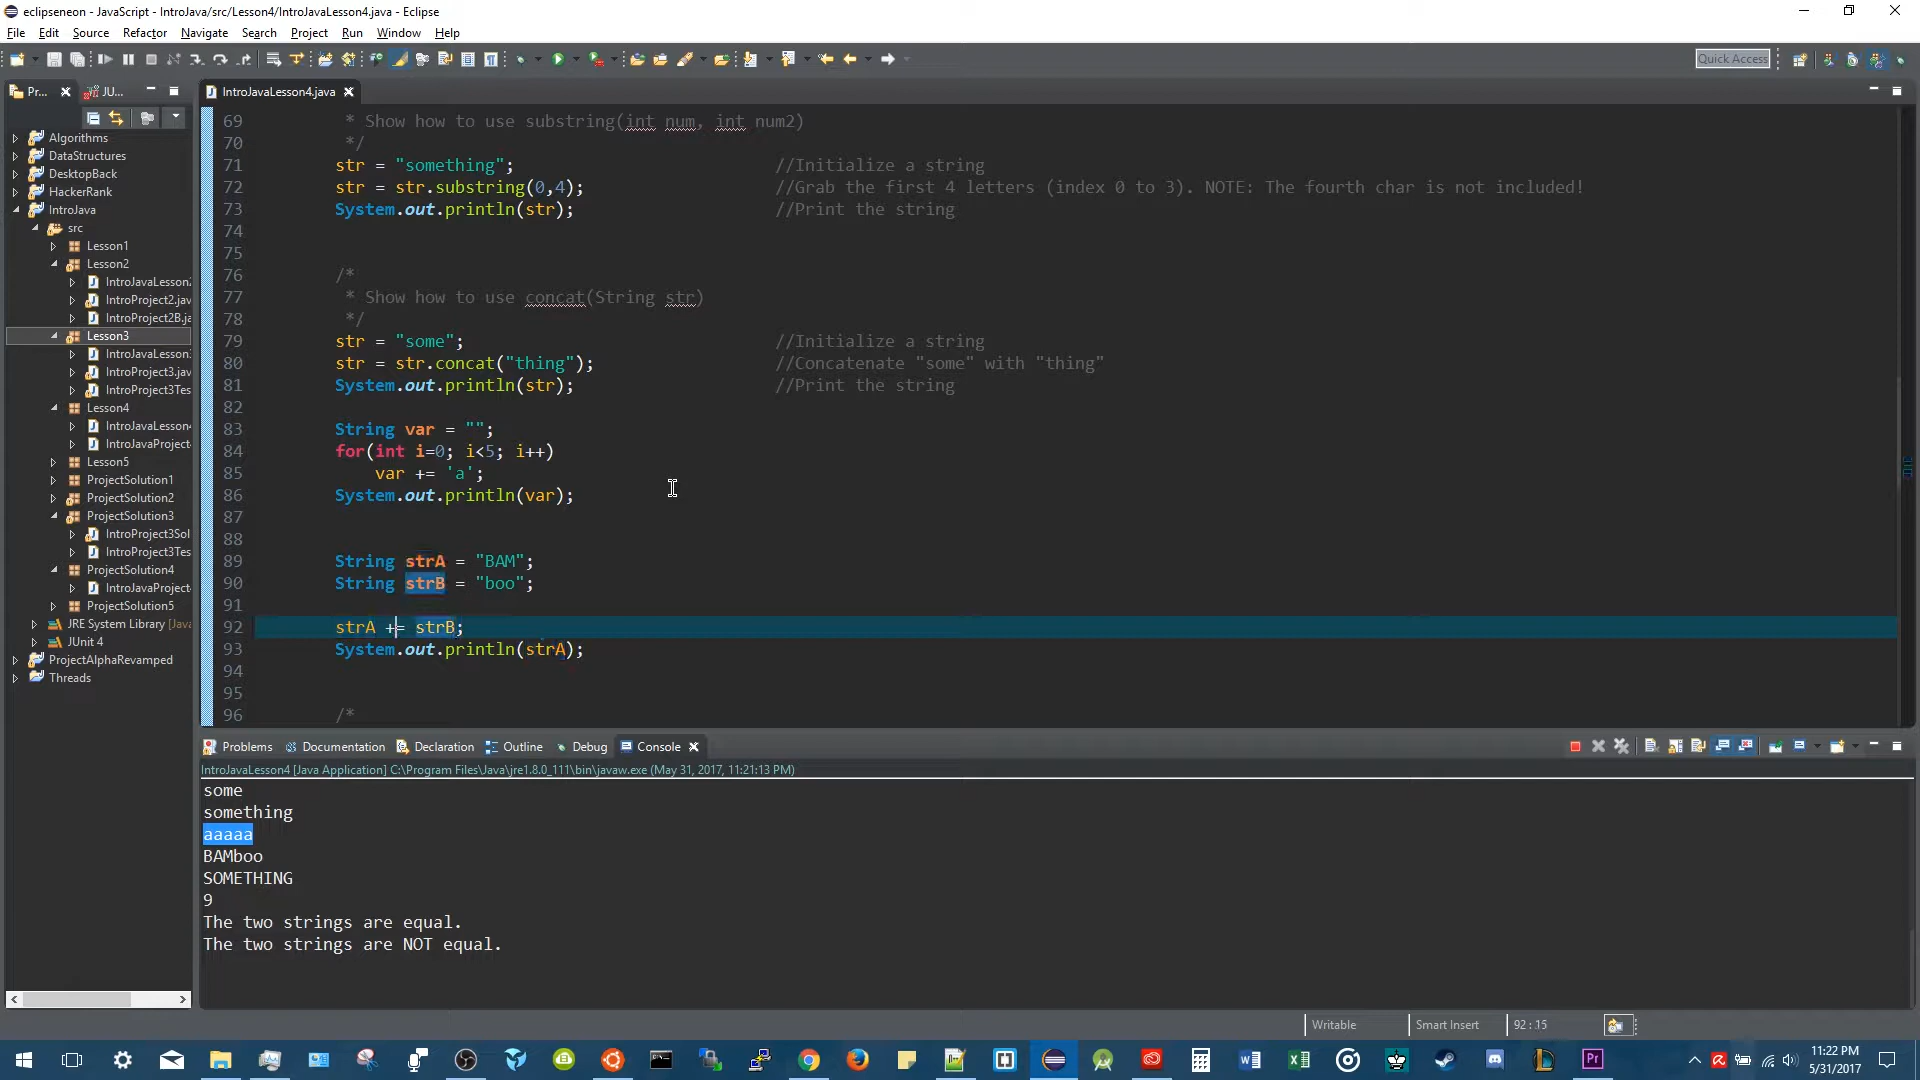 eclipseneon - JavaScript - IntroJava/src/Lesson4/IntroJavaLesson4.java - Eclipse
File Edit Source Refactor Navigate Search Project Run Window Help
Quick Access
Pr... JU...
IntroJavaLesson4.java
Algorithms
DataStructures
DesktopBack
HackerRank
IntroJava
src
Lesson1
Lesson2
IntroJavaLesson
IntroProject2.jav
IntroProject2B.ja
Lesson3
IntroJavaLesson
IntroProject3.jav
IntroProject3Tes
Lesson4
IntroJavaLesson4
IntroJavaProject
Lesson5
ProjectSolution1
ProjectSolution2
ProjectSolution3
IntroProject3Sol
IntroProject3Tes
ProjectSolution4
IntroJavaProject
ProjectSolution5
JRE System Library [Java
JUnit 4
ProjectAlphaRevamped
Threads
69 * Show how to use substring(int num, int num2)
70 */
71 str = "something"; //Initialize a string
72 str = str.substring(0,4); //Grab the first 4 letters (index 0 to 3). NOTE: The fourth char is not included!
73 System.out.println(str); //Print the string
74
75
76 /*
77 * Show how to use concat(String str)
78 */
79 str = "some"; //Initialize a string
80 str = str.concat("thing"); //Concatenate "some" with "thing"
81 System.out.println(str); //Print the string
82
83 String var = "";
84 for(int i=0; i<5; i++)
85 var += 'a';
86 System.out.println(var);
87
88
89 String strA = "BAM";
90 String strB = "boo";
91
92 strA += strB;
93 System.out.println(strA);
94
95
96 /*
Problems Documentation Declaration Outline Debug Console
IntroJavaLesson4 [Java Application] C:\Program Files\Java\jre1.8.0_111\bin\javaw.exe (May 31, 2017, 11:21:13 PM)
some
something
aaaaa
BAMboo
SOMETHING
9
The two strings are equal.
The two strings are NOT equal.
Writable Smart Insert 92 : 15
11:22 PM
5/31/2017